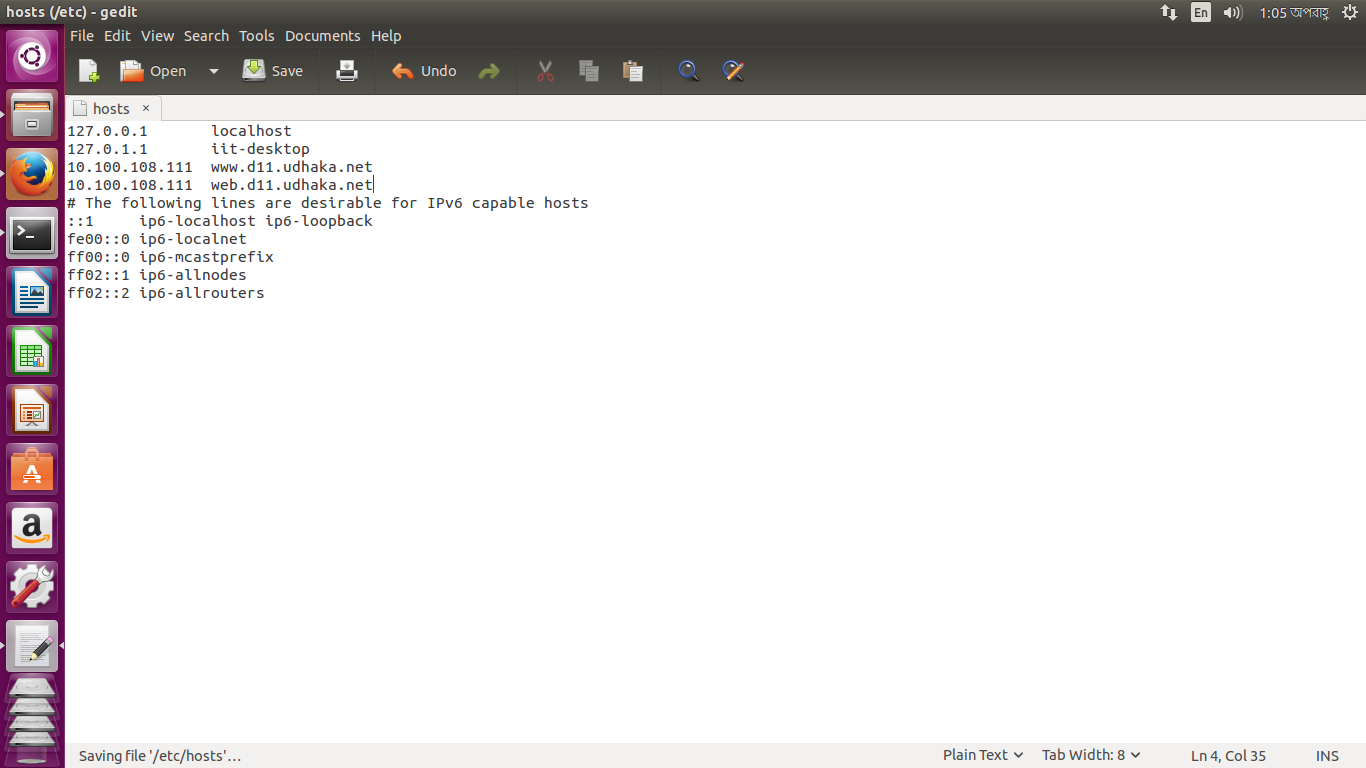 hosts (/etc) - gedit
En 1:05 অপরাহ্ণ
File Edit View Search Tools Documents Help
Open Save Undo
hosts ×
127.0.0.1       localhost
127.0.1.1       iit-desktop
10.100.108.111  www.d11.udhaka.net
10.100.108.111  web.d11.udhaka.net
# The following lines are desirable for IPv6 capable hosts
::1     ip6-localhost ip6-loopback
fe00::0 ip6-localnet
ff00::0 ip6-mcastprefix
ff02::1 ip6-allnodes
ff02::2 ip6-allrouters
Saving file '/etc/hosts'… Plain Text Tab Width: 8 Ln 4, Col 35 INS